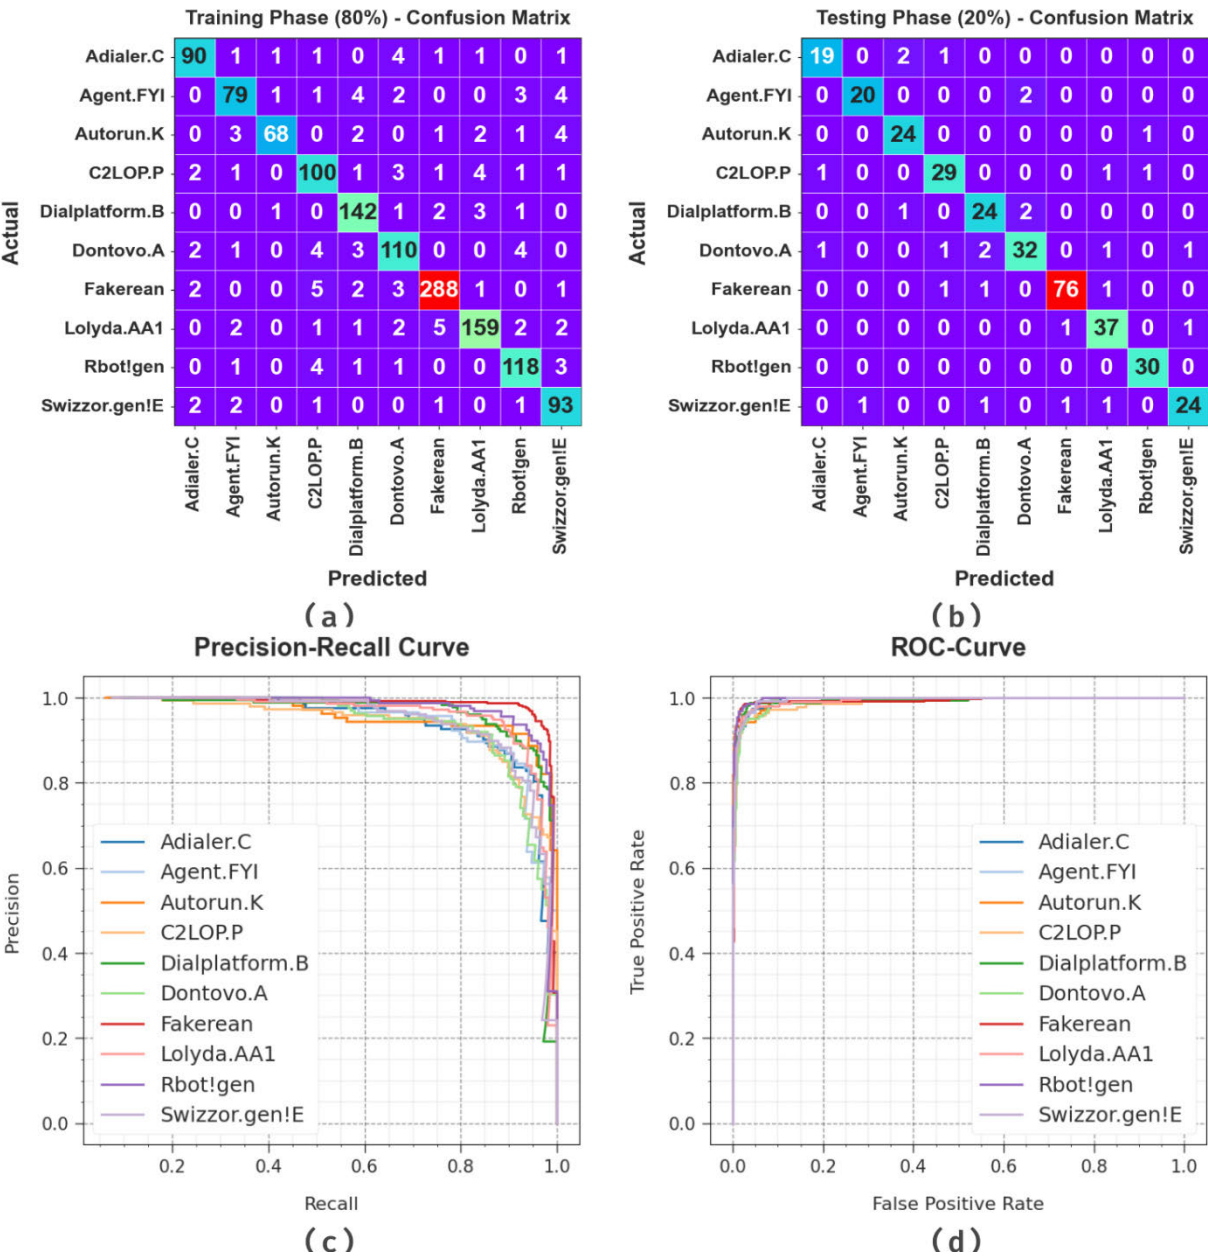 Training Phase (80%) - Confusion Matrix
Actual
Adialer.C 90 1 1 1 0 4 1 1 0 1
Agent.FYI 0 79 1 1 4 2 0 0 3 4
Autorun.K 0 3 68 0 2 0 1 2 1 4
C2LOP.P 2 1 0 100 1 3 1 4 1 1
Dialplatform.B 0 0 1 0 142 1 2 3 1 0
Dontovo.A 2 1 0 4 3 110 0 0 4 0
Fakerean 2 0 0 5 2 3 288 1 0 1
Lolyda.AA1 0 2 0 1 1 2 5 159 2 2
Rbot!gen 0 1 0 4 1 1 0 0 118 3
Swizzor.gen!E 2 2 0 1 0 0 1 0 1 93
Adialer.C Agent.FYI Autorun.K C2LOP.P Dialplatform.B Dontovo.A Fakerean Lolyda.AA1 Rbot!gen Swizzor.gen!E
Predicted
(a)
Testing Phase (20%) - Confusion Matrix
Actual
Adialer.C 19 0 2 1 0 0 0 0 0 0
Agent.FYI 0 20 0 0 0 2 0 0 0 0
Autorun.K 0 0 24 0 0 0 0 0 1 0
C2LOP.P 1 0 0 29 0 0 0 1 1 0
Dialplatform.B 0 0 1 0 24 2 0 0 0 0
Dontovo.A 1 0 0 1 2 32 0 1 0 1
Fakerean 0 0 0 1 1 0 76 1 0 0
Lolyda.AA1 0 0 0 0 0 0 1 37 0 1
Rbot!gen 0 0 0 0 0 0 0 0 30 0
Swizzor.gen!E 0 1 0 0 1 0 1 1 0 24
Adialer.C Agent.FYI Autorun.K C2LOP.P Dialplatform.B Dontovo.A Fakerean Lolyda.AA1 Rbot!gen Swizzor.gen!E
Predicted
(b)
Precision-Recall Curve
Precision
1.0
0.8
0.6
0.4
0.2
0.0
Adialer.C
Agent.FYI
Autorun.K
C2LOP.P
Dialplatform.B
Dontovo.A
Fakerean
Lolyda.AA1
Rbot!gen
Swizzor.gen!E
0.2 0.4 0.6 0.8 1.0
Recall
(c)
ROC-Curve
True Positive Rate
1.0
0.8
0.6
0.4
0.2
0.0
Adialer.C
Agent.FYI
Autorun.K
C2LOP.P
Dialplatform.B
Dontovo.A
Fakerean
Lolyda.AA1
Rbot!gen
Swizzor.gen!E
0.0 0.2 0.4 0.6 0.8 1.0
False Positive Rate
(d)